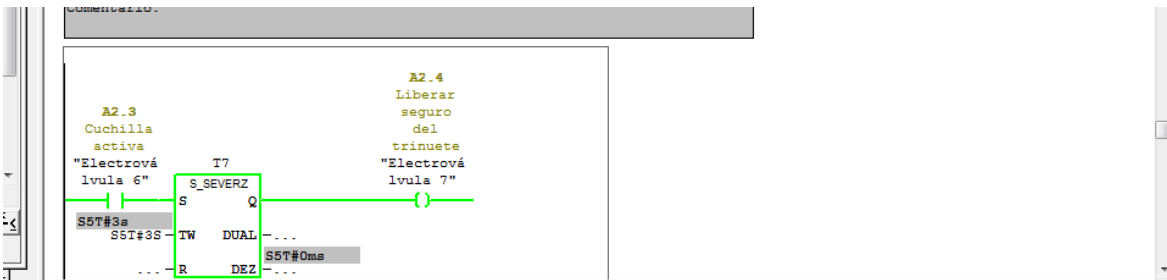 Comentario:
A2.4
Liberar
A2.3
seguro
Cuchilla
del
activa
trinuete
"Electrová
T7
"Electrová
lvula 6"
S_SEVERZ
lvula 7"
S
Q
S5T#3s
S5T#3S
TW
DUAL
...
S5T#0ms
...
R
DEZ
...